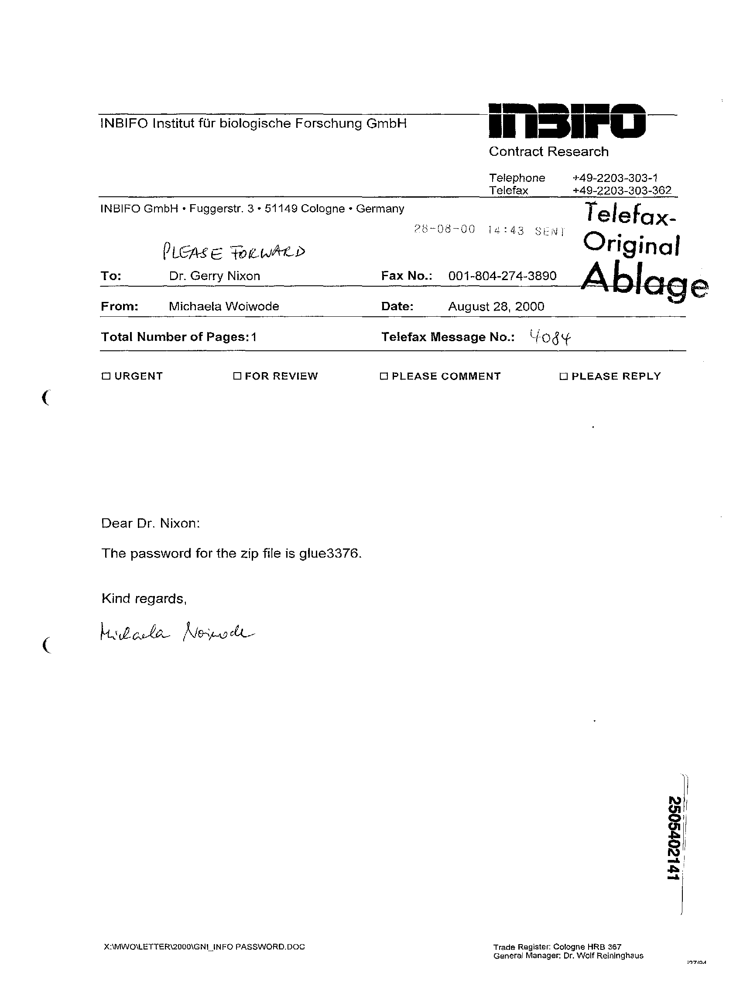 INBIFO Institut für biologische Forschung GmbH
INBIFO
Contract Research
Telephone +49-2203-303-1
Telefax +49-2203-303-362
INBIFO GmbH • Fuggerstr. 3 • 51149 Cologne • Germany
Telefax-
Original
Ablage
28-08-00 14:43 SENT
PLEASE FORWARD
To: Dr. Gerry Nixon Fax No.: 001-804-274-3890
From: Michaela Woiwode Date: August 28, 2000
Total Number of Pages:1 Telefax Message No.: 4084
☐ URGENT ☐ FOR REVIEW ☐ PLEASE COMMENT ☐ PLEASE REPLY
Dear Dr. Nixon:
The password for the zip file is glue3376.
Kind regards,
Michaela Woiwode
2505402141
X:\MWO\LETTER\2000\GNI_INFO PASSWORD.DOC
Trade Register: Cologne HRB 367
General Manager: Dr. Wolf Reininghaus